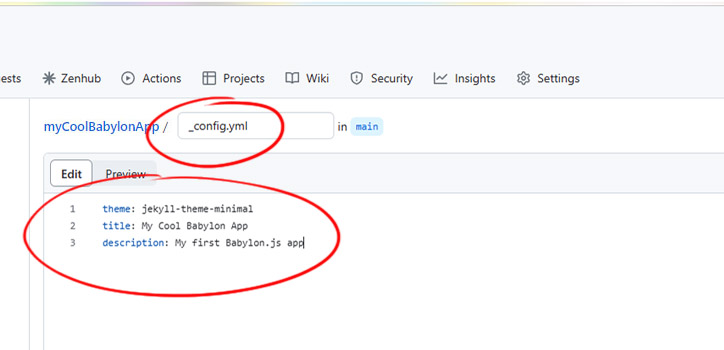 ests Zenhub Actions Projects Wiki Security Insights Settings
myCoolBabylonApp / _config.yml in main
Edit Preview
1 theme: jekyll-theme-minimal
2 title: My Cool Babylon App
3 description: My first Babylon.js app